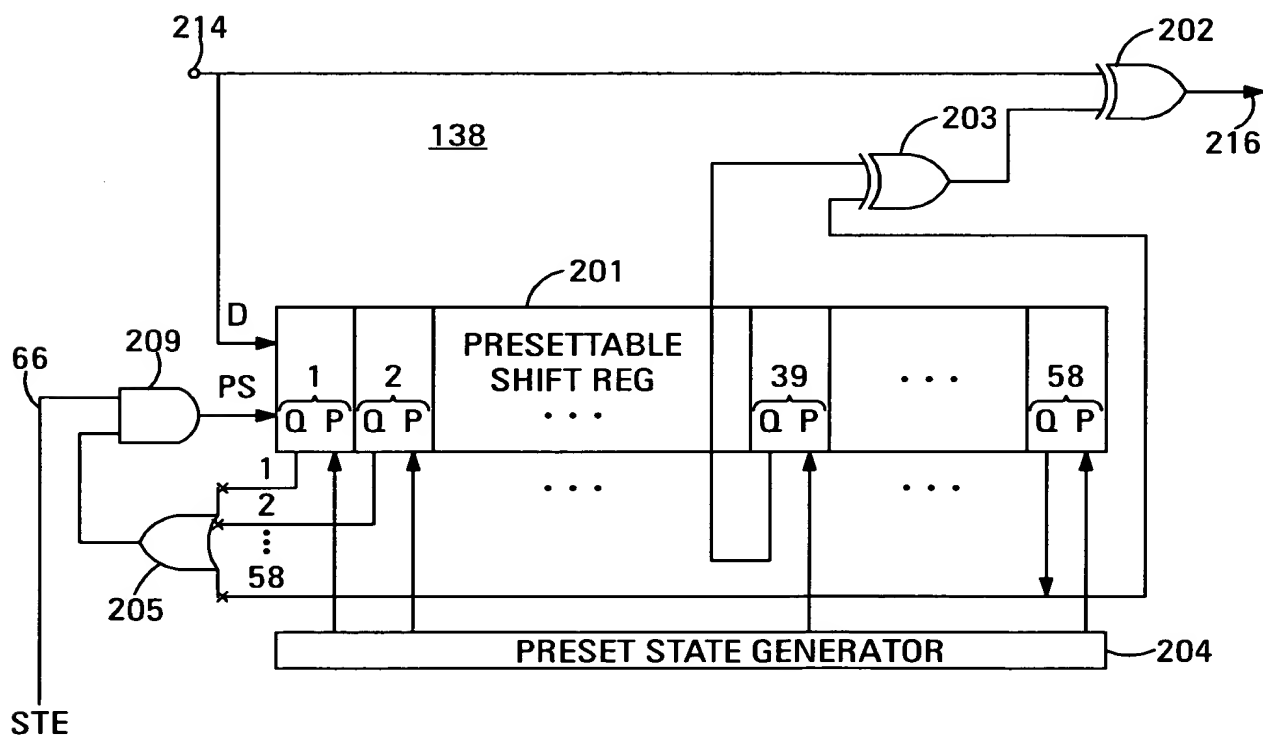 214
202
138
203
216
201
D
209
66
PS
PRESETTABLE
SHIFT REG
1
2
39
58
Q P
Q P
• • •
Q P
• • •
Q P
1
2
58
• • •
• • •
205
PRESET STATE GENERATOR
204
STE